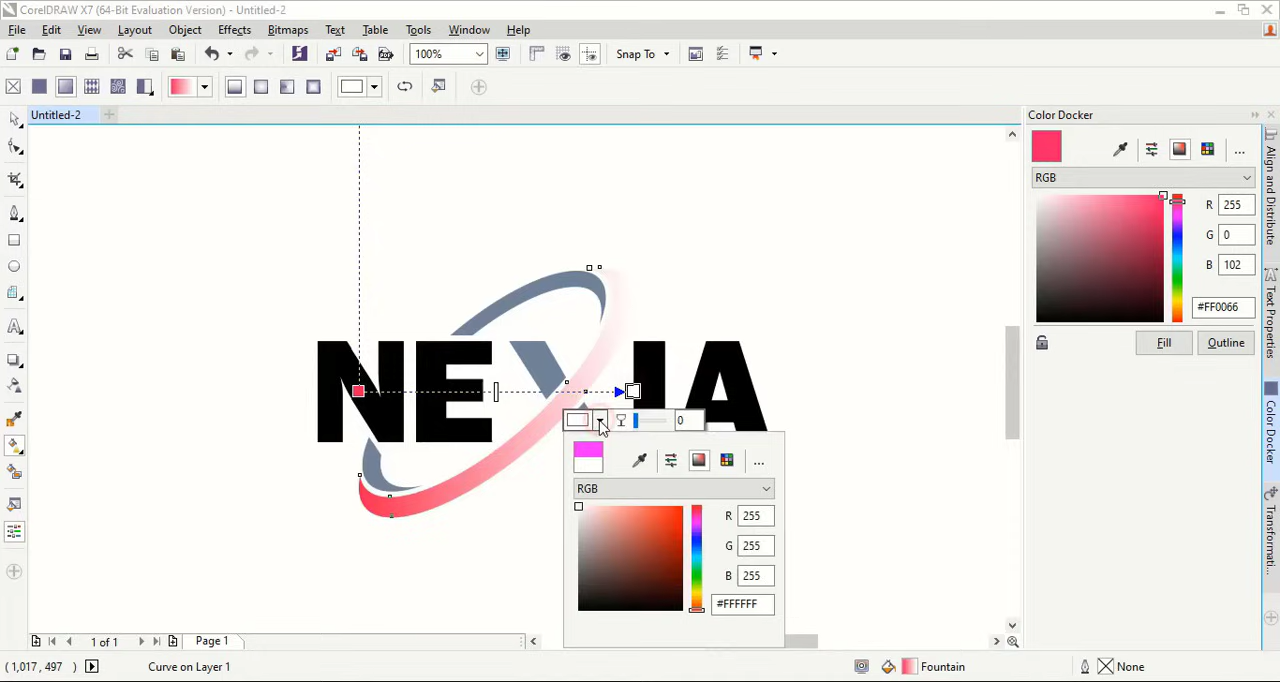 CorelDRAW X7 (64-Bit Evaluation Version) - Untitled-2
File Edit View Layout Object Effects Bitmaps Text Table Tools Window Help
100% Snap To
Untitled-2
Color Docker
RGB
R 255
G 0
B 102
#FF0066
Fill Outline
Align and Distribute
Text Properties
Color Docker
Transformati...
NEXIA
0
RGB
R 255
G 255
B 255
#FFFFFF
1 of 1 Page 1
(1,017, 497) Curve on Layer 1 Fountain None